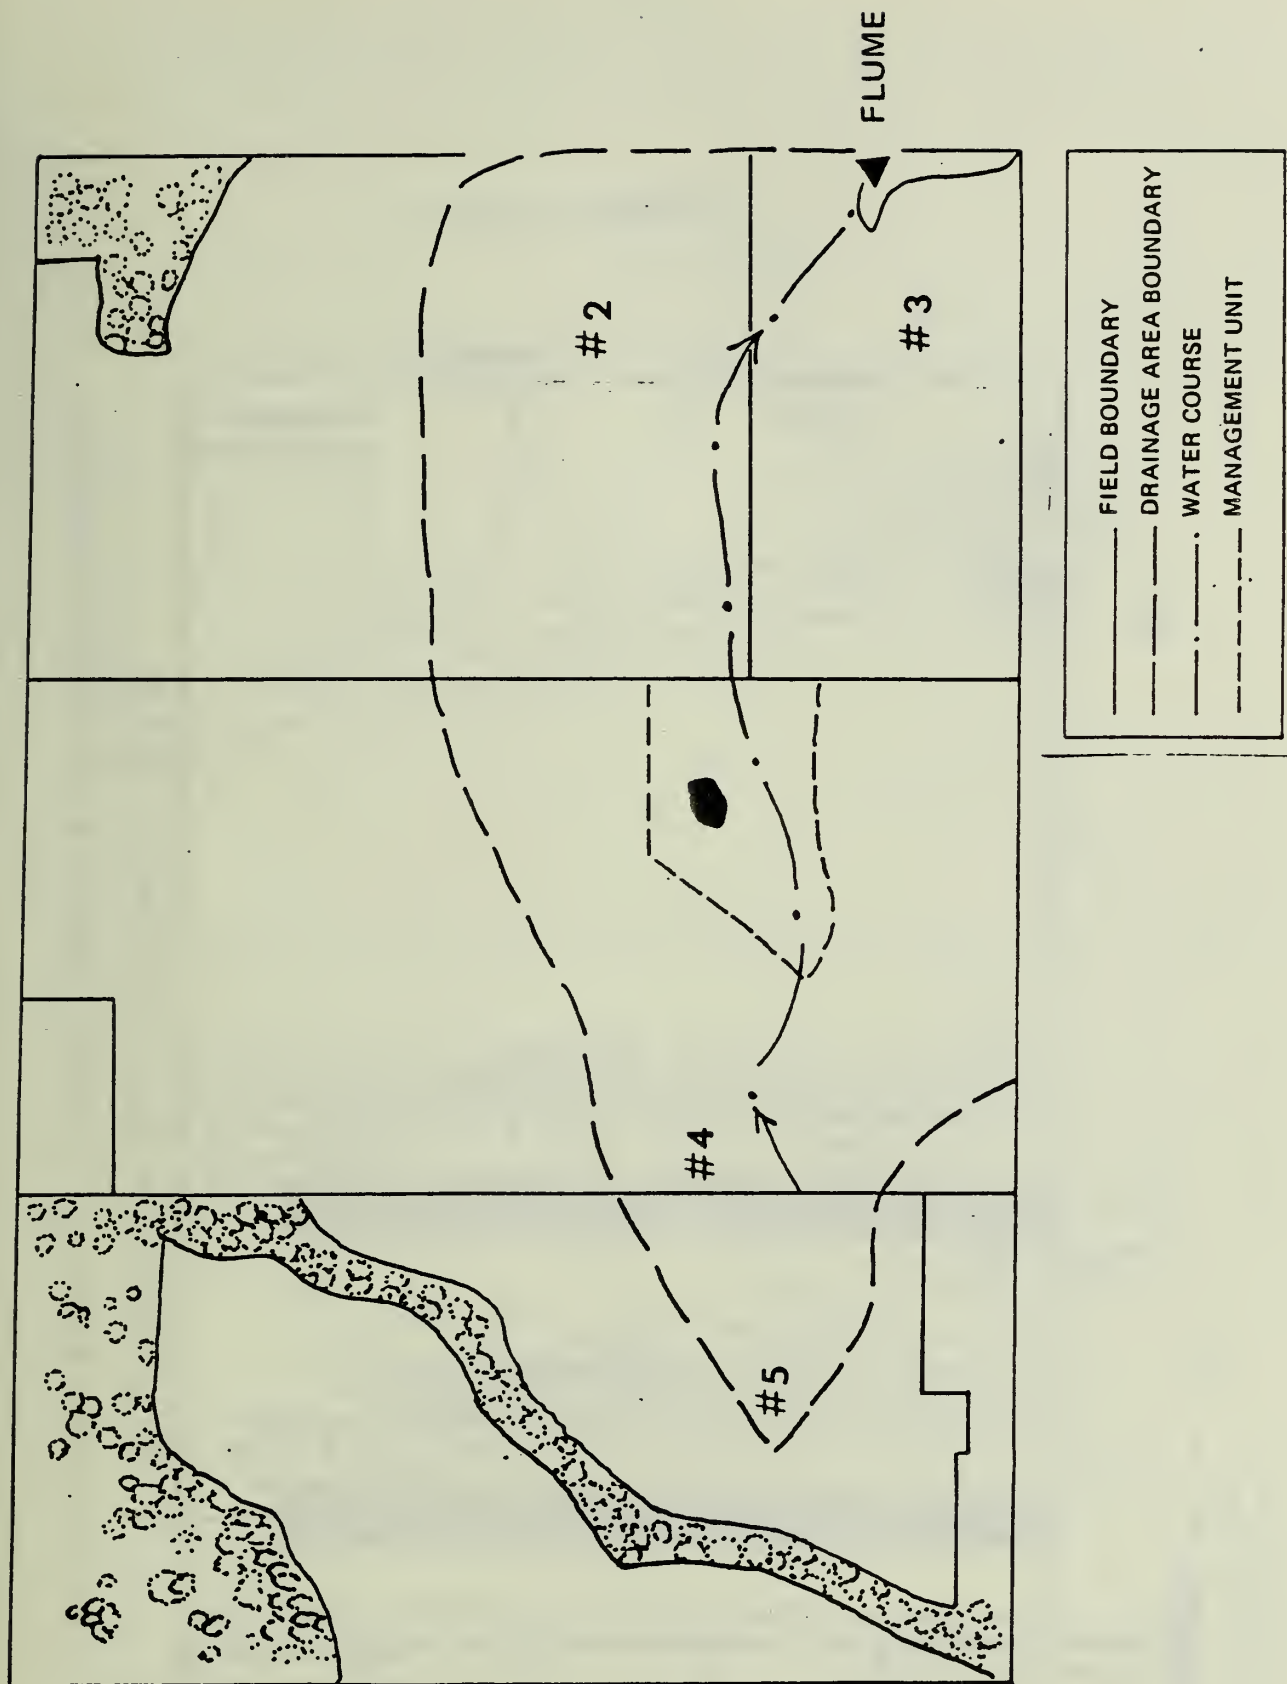 FLUME
#2
#3
#4
#5
FIELD BOUNDARY
DRAINAGE AREA BOUNDARY
WATER COURSE
MANAGEMENT UNIT